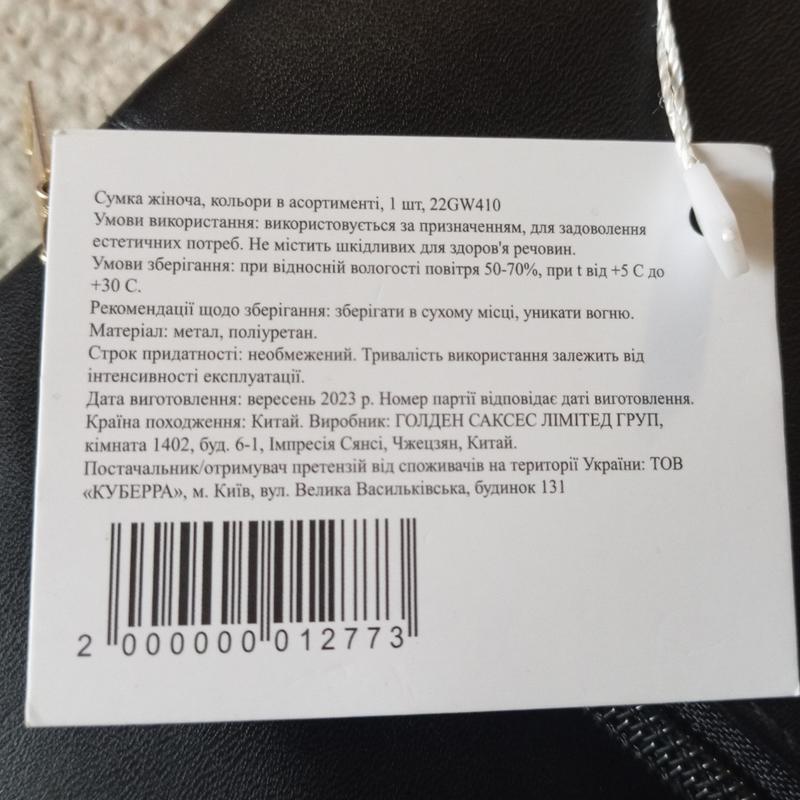 Сумка жіноча, кольори в асортименті, 1 шт, 22GW410
Умови використання: використовується за призначенням, для задоволення
естетичних потреб. Не містить шкідливих для здоров'я речовин.
Умови зберігання: при відносній вологості повітря 50-70%, при t від +5 С до
+30 С.
Рекомендації щодо зберігання: зберігати в сухому місці, уникати вогню.
Матеріал: метал, поліуретан.
Строк придатності: необмежений. Тривалість використання залежить від
інтенсивності експлуатації.
Дата виготовлення: вересень 2023 р. Номер партії відповідає даті виготовлення.
Країна походження: Китай. Виробник: ГОЛДЕН САКСЕС ЛІМІТЕД ГРУП,
кімната 1402, буд. 6-1, Імпресія Сянсі, Чжецзян, Китай.
Постачальник/отримувач претензій від споживачів на території України: ТОВ
«КУБЕРРА», м. Київ, вул. Велика Васильківська, будинок 131
2 000000 012773